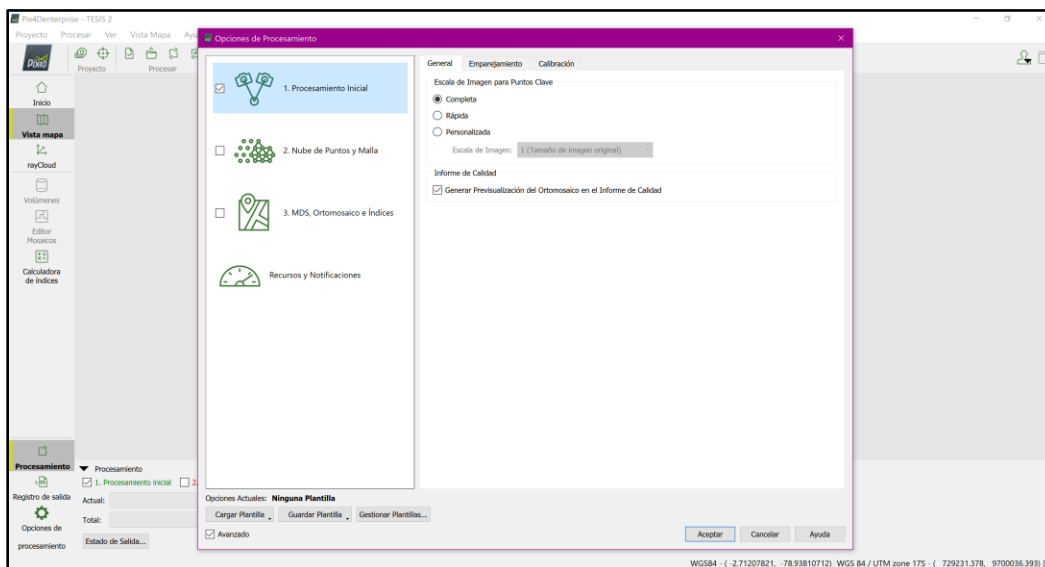 Pix4Denterprise - TESIS 2
Proyecto Procesar Ver Vista Mapa
Proyecto
Procesar
Inicio
Vista mapa
rayCloud
Volúmenes
Editor
Mosaicos
Calculadora
de índices
Procesamiento
Registro de salida
Opciones de
procesamiento
Opciones de Procesamiento
1. Procesamiento Inicial
2. Nube de Puntos y Malla
3. MDS, Ortomosaico e Índices
Recursos y Notificaciones
General Emparejamiento Calibración
Escala de Imagen para Puntos Clave
Completa
Rápida
Personalizada
Escala de Imagen: 1 (Tamaño de imagen original)
Informe de Calidad
Generar Previsualización del Ortomosaico en el Informe de Calidad
Opciones Actuales: Ninguna Plantilla
Cargar Plantilla Guardar Plantilla Gestionar Plantillas...
Avanzado
Aceptar Cancelar Ayuda
Procesamiento
1. Procesamiento inicial 2.
Actual:
Total:
Estado de Salida...
WGS84 - ( -2.71207821, -78.93810712) WGS 84 / UTM zone 17S - ( 729231.378, 9700036.393)